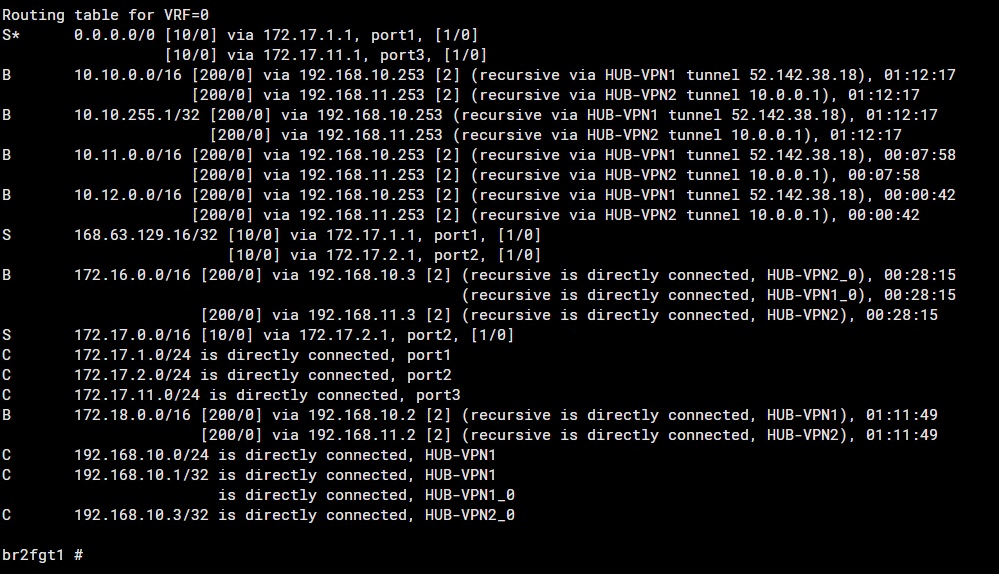 Routing table for VRF=0
S*      0.0.0.0/0 [10/0] via 172.17.1.1, port1, [1/0]
                  [10/0] via 172.17.11.1, port3, [1/0]
B       10.10.0.0/16 [200/0] via 192.168.10.253 [2] (recursive via HUB-VPN1 tunnel 52.142.38.18), 01:12:17
                     [200/0] via 192.168.11.253 [2] (recursive via HUB-VPN2 tunnel 10.0.0.1), 01:12:17
B       10.10.255.1/32 [200/0] via 192.168.10.253 (recursive via HUB-VPN1 tunnel 52.142.38.18), 01:12:17
                       [200/0] via 192.168.11.253 (recursive via HUB-VPN2 tunnel 10.0.0.1), 01:12:17
B       10.11.0.0/16 [200/0] via 192.168.10.253 [2] (recursive via HUB-VPN1 tunnel 52.142.38.18), 00:07:58
                     [200/0] via 192.168.11.253 [2] (recursive via HUB-VPN2 tunnel 10.0.0.1), 00:07:58
B       10.12.0.0/16 [200/0] via 192.168.10.253 [2] (recursive via HUB-VPN1 tunnel 52.142.38.18), 00:00:42
                     [200/0] via 192.168.11.253 [2] (recursive via HUB-VPN2 tunnel 10.0.0.1), 00:00:42
S       168.63.129.16/32 [10/0] via 172.17.1.1, port1, [1/0]
                         [10/0] via 172.17.2.1, port2, [1/0]
B       172.16.0.0/16 [200/0] via 192.168.10.3 [2] (recursive is directly connected, HUB-VPN2_0), 00:28:15
                                                   (recursive is directly connected, HUB-VPN1_0), 00:28:15
                      [200/0] via 192.168.11.3 [2] (recursive is directly connected, HUB-VPN2), 00:28:15
S       172.17.0.0/16 [10/0] via 172.17.2.1, port2, [1/0]
C       172.17.1.0/24 is directly connected, port1
C       172.17.2.0/24 is directly connected, port2
C       172.17.11.0/24 is directly connected, port3
B       172.18.0.0/16 [200/0] via 192.168.10.2 [2] (recursive is directly connected, HUB-VPN1), 01:11:49
                      [200/0] via 192.168.11.2 [2] (recursive is directly connected, HUB-VPN2), 01:11:49
C       192.168.10.0/24 is directly connected, HUB-VPN1
C       192.168.10.1/32 is directly connected, HUB-VPN1
                        is directly connected, HUB-VPN1_0
C       192.168.10.3/32 is directly connected, HUB-VPN2_0
br2fgt1 #